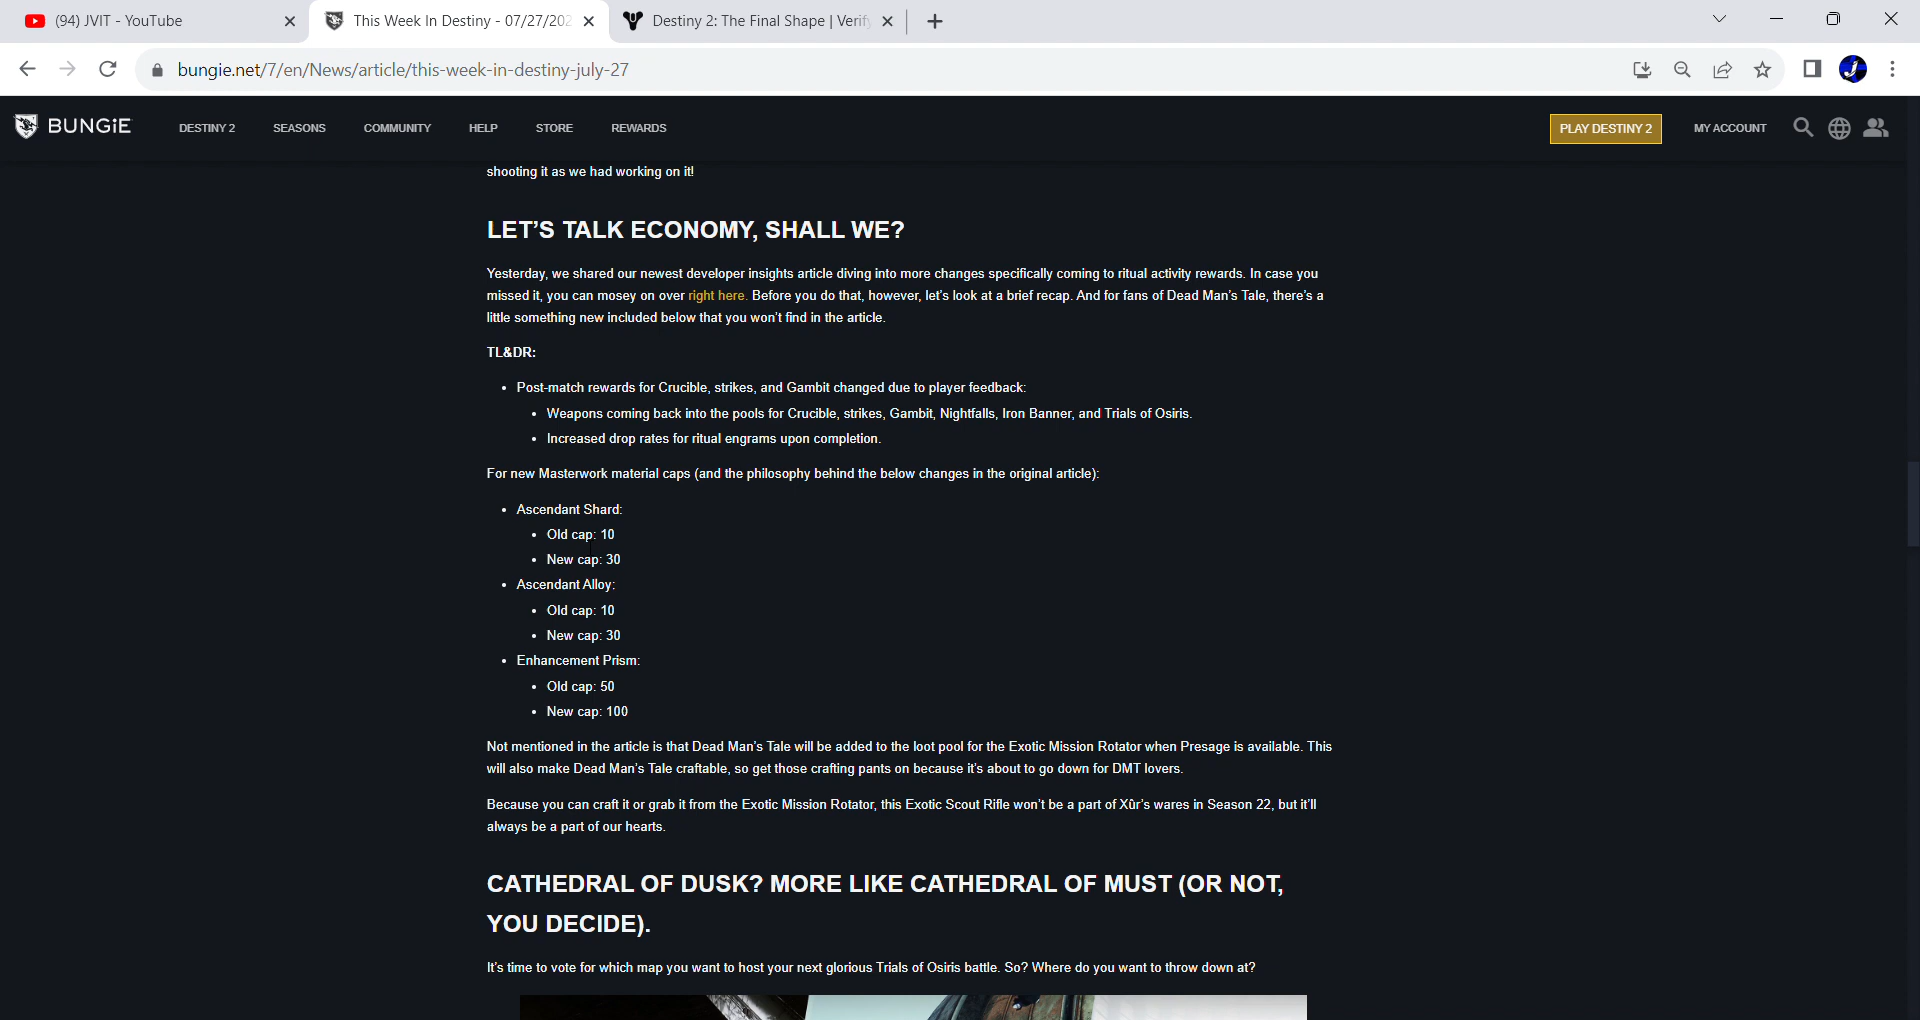 (94) JVIT - YouTube
This Week In Destiny - 07/27/202
Destiny 2: The Final Shape | Verify
bungie.net/7/en/News/article/this-week-in-destiny-july-27
BUNGiE
DESTINY 2
SEASONS
COMMUNITY
HELP
STORE
REWARDS
PLAY DESTINY 2
MY ACCOUNT
shooting it as we had working on it!
LET'S TALK ECONOMY, SHALL WE?
Yesterday, we shared our newest developer insights article diving into more changes specifically coming to ritual activity rewards. In case you
missed it, you can mosey on over right here. Before you do that, however, let's look at a brief recap. And for fans of Dead Man's Tale, there's a
little something new included below that you won't find in the article.
TL&DR:
• Post-match rewards for Crucible, strikes, and Gambit changed due to player feedback:
• Weapons coming back into the pools for Crucible, strikes, Gambit, Nightfalls, Iron Banner, and Trials of Osiris.
• Increased drop rates for ritual engrams upon completion.
For new Masterwork material caps (and the philosophy behind the below changes in the original article):
• Ascendant Shard:
• Old cap: 10
• New cap: 30
• Ascendant Alloy:
• Old cap: 10
• New cap: 30
• Enhancement Prism:
• Old cap: 50
• New cap: 100
Not mentioned in the article is that Dead Man's Tale will be added to the loot pool for the Exotic Mission Rotator when Presage is available. This
will also make Dead Man's Tale craftable, so get those crafting pants on because it's about to go down for DMT lovers.
Because you can craft it or grab it from the Exotic Mission Rotator, this Exotic Scout Rifle won't be a part of Xûr's wares in Season 22, but it'll
always be a part of our hearts.
CATHEDRAL OF DUSK? MORE LIKE CATHEDRAL OF MUST (OR NOT,
YOU DECIDE).
It's time to vote for which map you want to host your next glorious Trials of Osiris battle. So? Where do you want to throw down at?